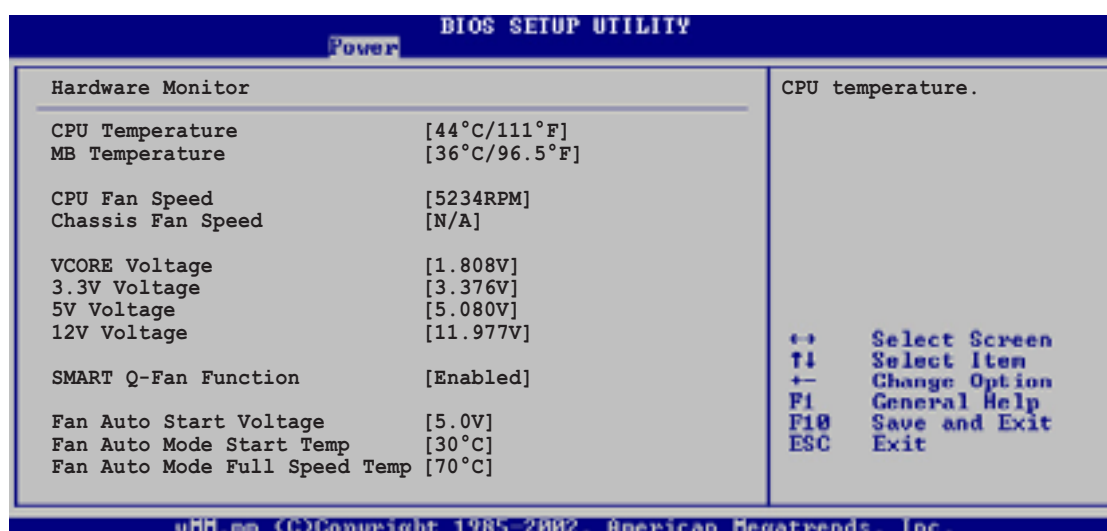 BIOS SETUP UTILITY
Power
Hardware Monitor
CPU Temperature [44°C/111°F]
MB Temperature [36°C/96.5°F]
CPU Fan Speed [5234RPM]
Chassis Fan Speed [N/A]
VCORE Voltage [1.808V]
3.3V Voltage [3.376V]
5V Voltage [5.080V]
12V Voltage [11.977V]
SMART Q-Fan Function [Enabled]
Fan Auto Start Voltage [5.0V]
Fan Auto Mode Start Temp [30°C]
Fan Auto Mode Full Speed Temp [70°C]
CPU temperature.
←→ Select Screen
↑↓ Select Item
+- Change Option
F1 General Help
F10 Save and Exit
ESC Exit
(C)Copyright 1985-2002, American Megatrends, Inc.